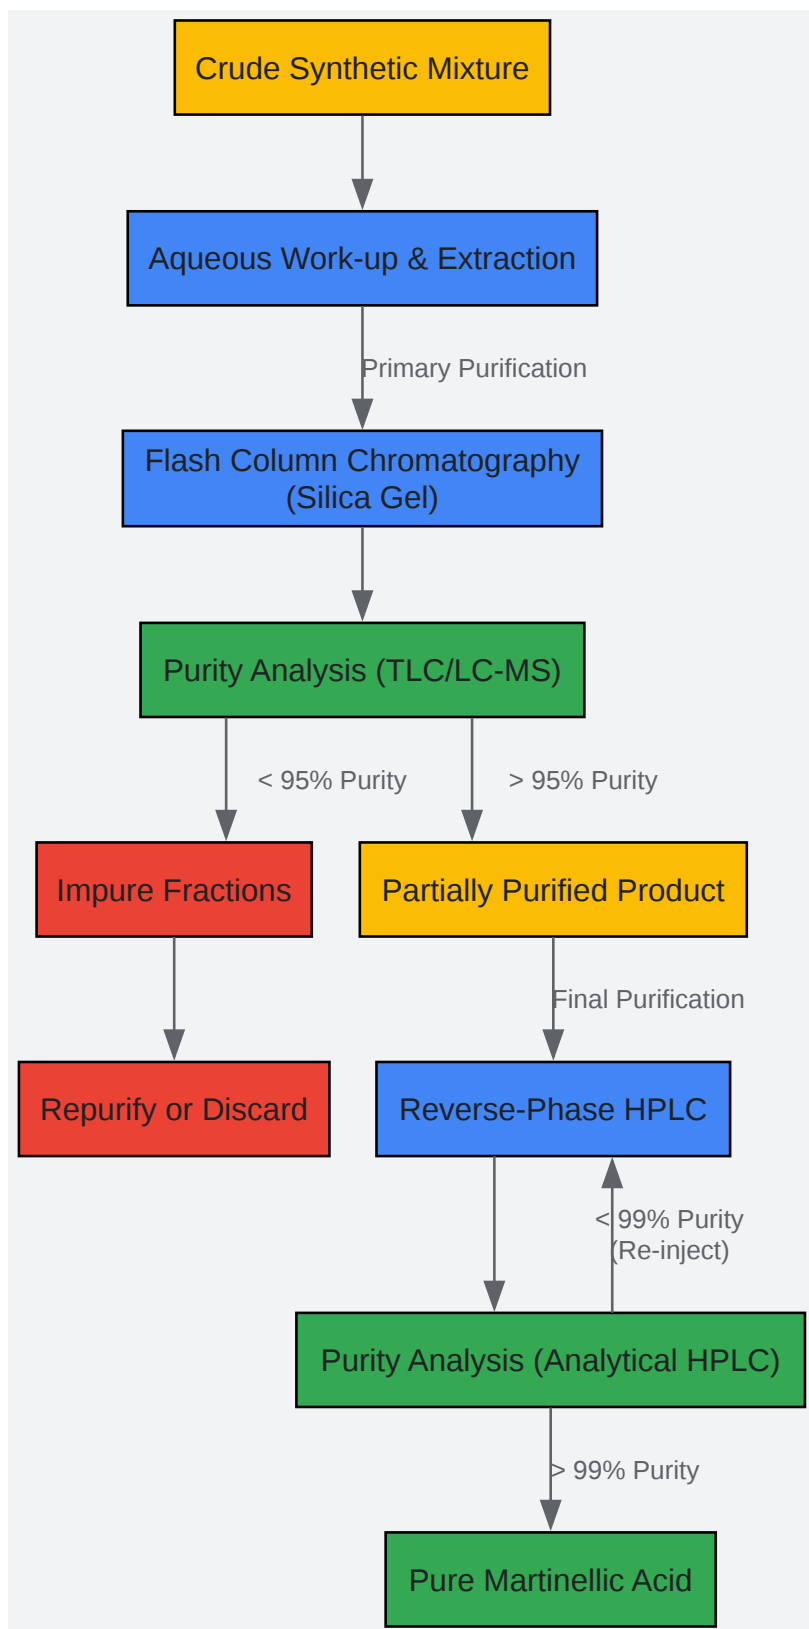 Crude Synthetic Mixture
Aqueous Work-up & Extraction
Primary Purification
Flash Column Chromatography
(Silica Gel)
Purity Analysis (TLC/LC-MS)
< 95% Purity
> 95% Purity
Impure Fractions
Partially Purified Product
Final Purification
Repurify or Discard
Reverse-Phase HPLC
< 99% Purity
(Re-inject)
Purity Analysis (Analytical HPLC)
> 99% Purity
Pure Martinellic Acid